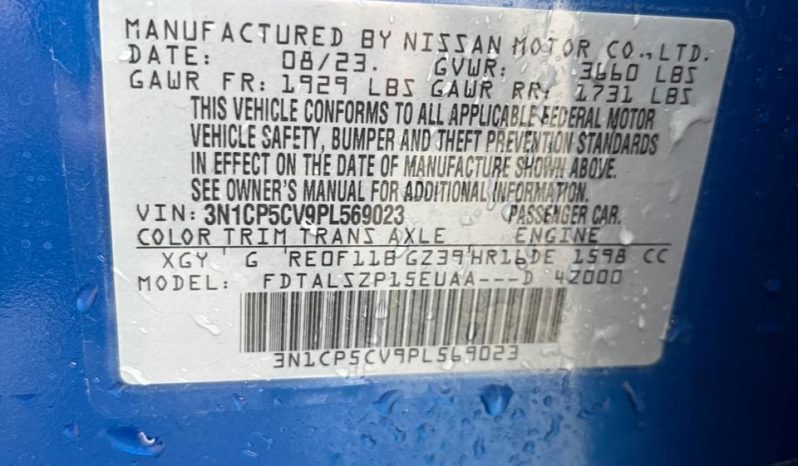 MANUFACTURED BY NISSAN MOTOR CO., LTD.
DATE: 08/23. GVWR: 3660 LBS
GAWR FR: 1929 LBS GAWR RR: 1731 LBS
THIS VEHICLE CONFORMS TO ALL APPLICABLE FEDERAL MOTOR
VEHICLE SAFETY, BUMPER AND THEFT PREVENTION STANDARDS
IN EFFECT ON THE DATE OF MANUFACTURE SHOWN ABOVE.
SEE OWNER'S MANUAL FOR ADDITIONAL INFORMATION.
VIN: 3N1CP5CV9PL569023 PASSENGER CAR.
COLOR TRIM TRANS AXLE ENGINE
XGY G RE0F11B GZ39 HR16DE 1598 CC
MODEL: FDTALSZP15EUAA---D 4Z000
3N1CP5CV9PL569023